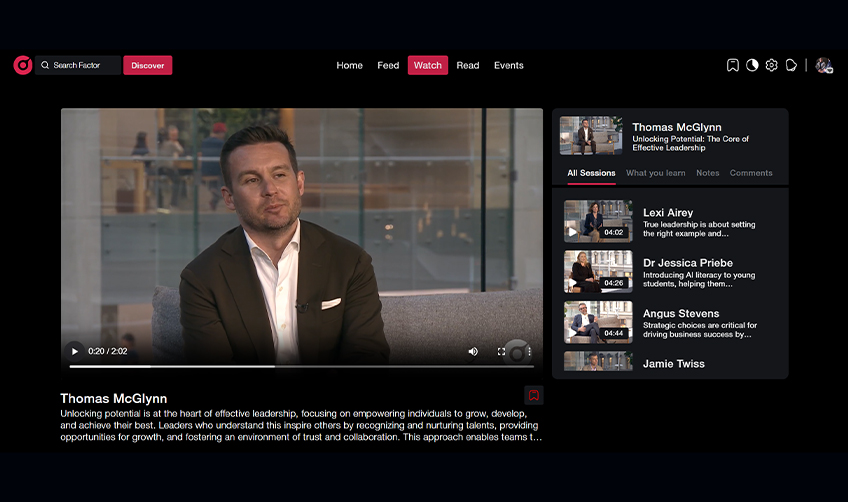 Search Factor
Discover
Home
Feed
Watch
Read
Events
0:20 / 2:02
Thomas McGlynn
Unlocking potential is at the heart of effective leadership, focusing on empowering individuals to grow, develop,
and achieve their best. Leaders who understand this inspire others by recognizing and nurturing talents, providing
opportunities for growth, and fostering an environment of trust and collaboration. This approach enables teams t...
Thomas McGlynn
Unlocking Potential: The Core of
Effective Leadership
All Sessions
What you learn
Notes
Comments
Lexi Airey
True leadership is about setting
the right example and...
04:02
Dr Jessica Priebe
Introducing AI literacy to young
students, helping them...
04:26
Angus Stevens
Strategic choices are critical for
driving business success by...
04:44
Jamie Twiss